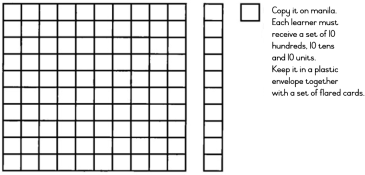 Copy it on manila.
Each learner must
receive a set of 10
hundreds, 10 tens
and 10 units.
Keep it in a plastic
envelope together
with a set of flared cards.